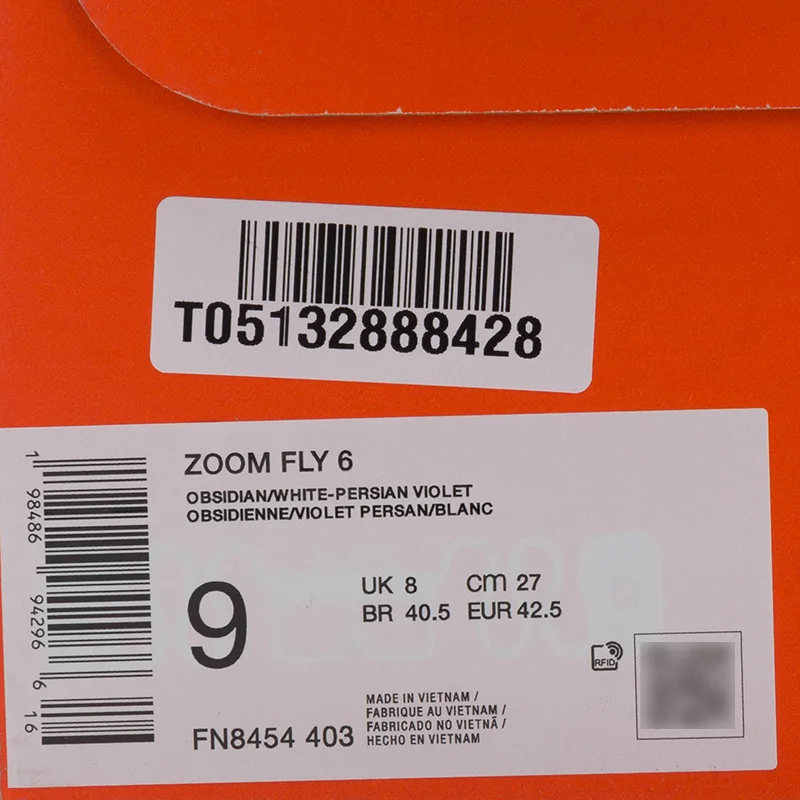 T05132888428
ZOOM FLY 6
OBSIDIAN/WHITE-PERSIAN VIOLET
OBSIDIENNE/VIOLET PERSAN/BLANC
9
UK 8 CM 27
BR 40.5 EUR 42.5
RFID
FN8454 403
MADE IN VIETNAM /
FABRIQUE AU VIETNAM /
FABRICADO NO VIETNÃ /
HECHO EN VIETNAM
1 98486 94296 6 16